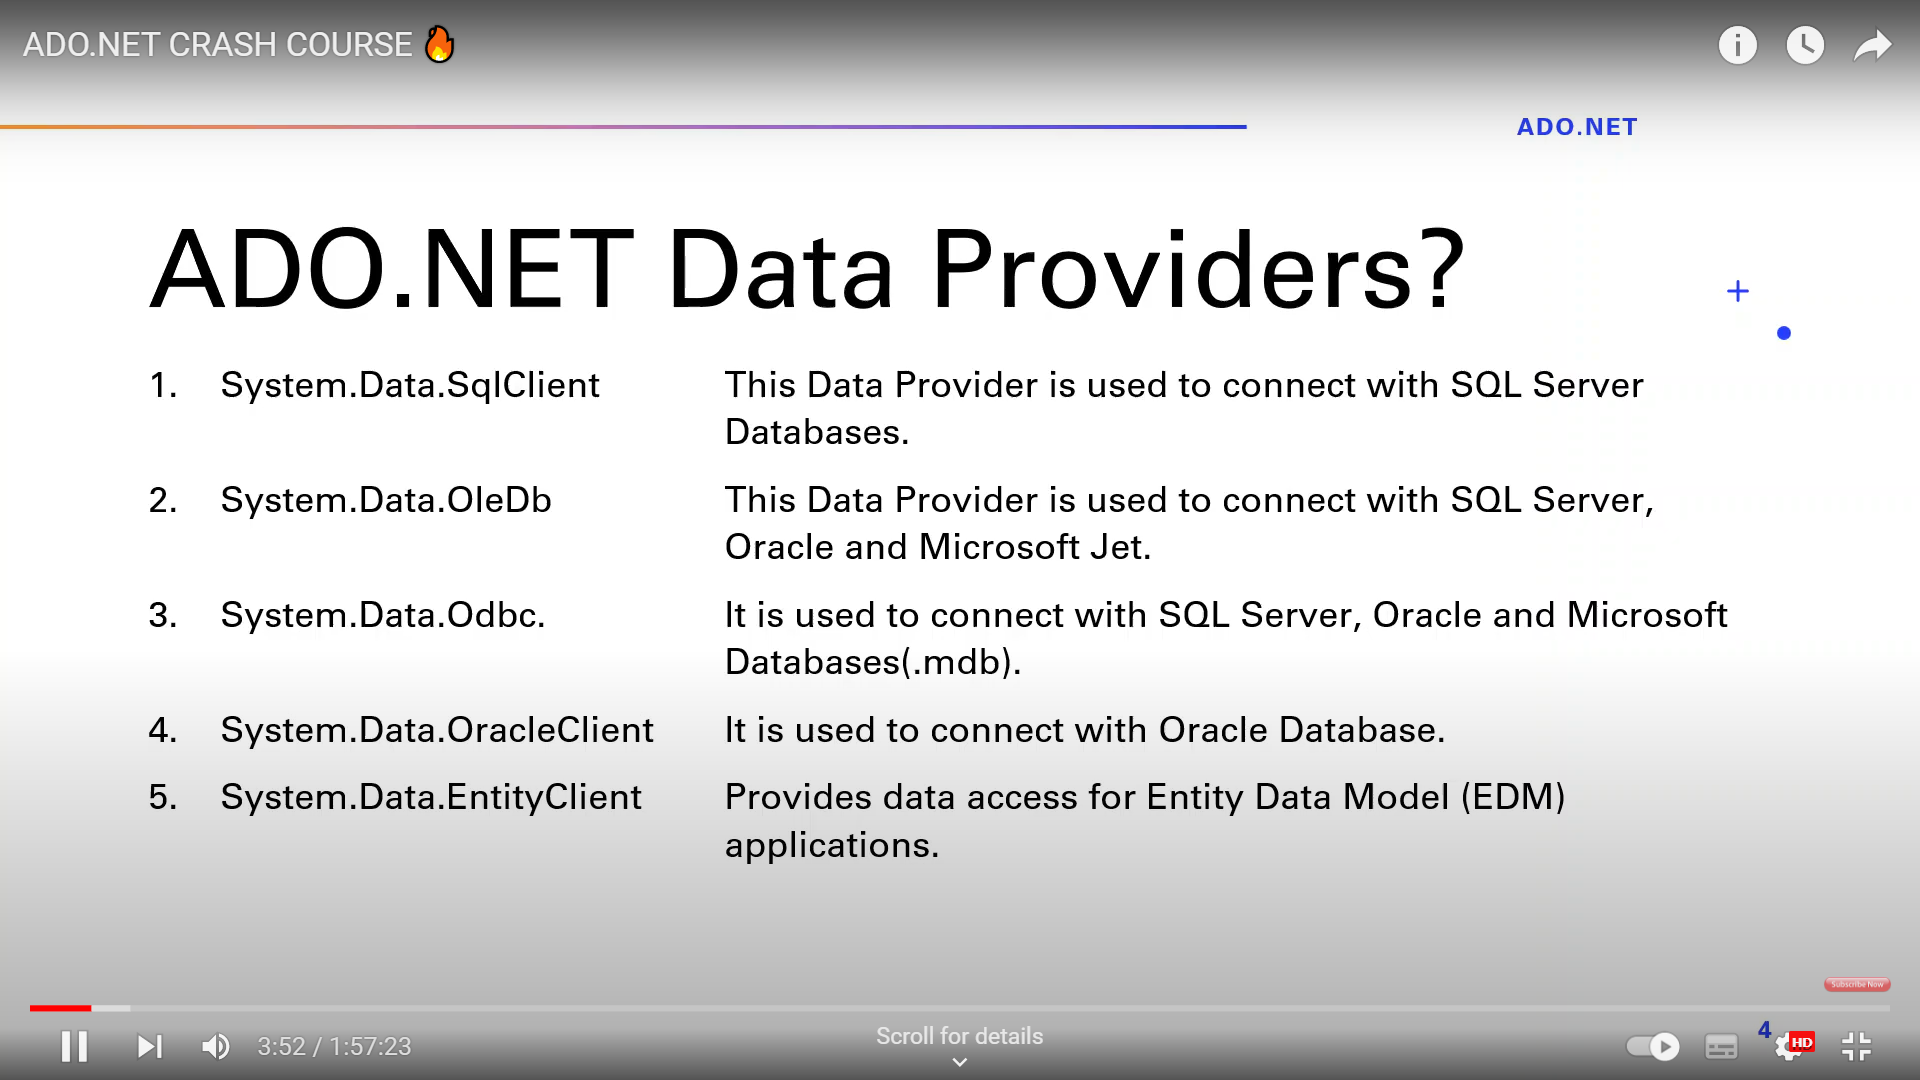 ADO.NET CRASH COURSE 🔥
ADO.NET
ADO.NET Data Providers?
1. System.Data.SqlClient This Data Provider is used to connect with SQL Server
Databases.
2. System.Data.OleDb This Data Provider is used to connect with SQL Server,
Oracle and Microsoft Jet.
3. System.Data.Odbc. It is used to connect with SQL Server, Oracle and Microsoft
Databases(.mdb).
4. System.Data.OracleClient It is used to connect with Oracle Database.
5. System.Data.EntityClient Provides data access for Entity Data Model (EDM)
applications.
Subscribe Now
3:52 / 1:57:23
Scroll for details
4
HD